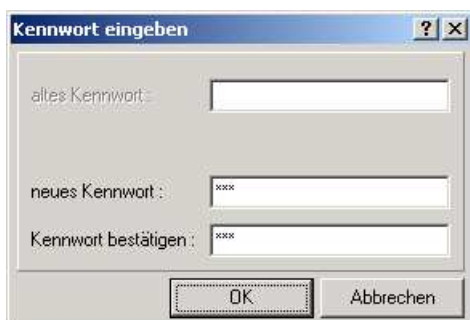 Kennwort eingeben
altes Kennwort :
neues Kennwort : ***
Kennwort bestätigen : ***
OK Abbrechen